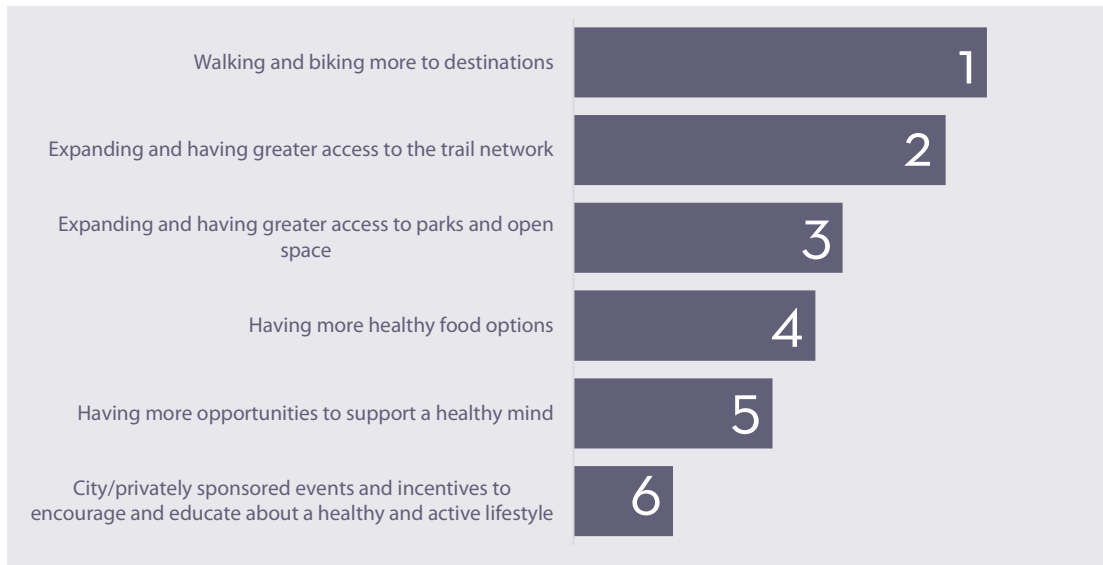 Walking and biking more to destinations
1
Expanding and having greater access to the trail network
2
Expanding and having greater access to parks and open
space
3
Having more healthy food options
4
Having more opportunities to support a healthy mind
5
City/privately sponsored events and incentives to
encourage and educate about a healthy and active lifestyle
6